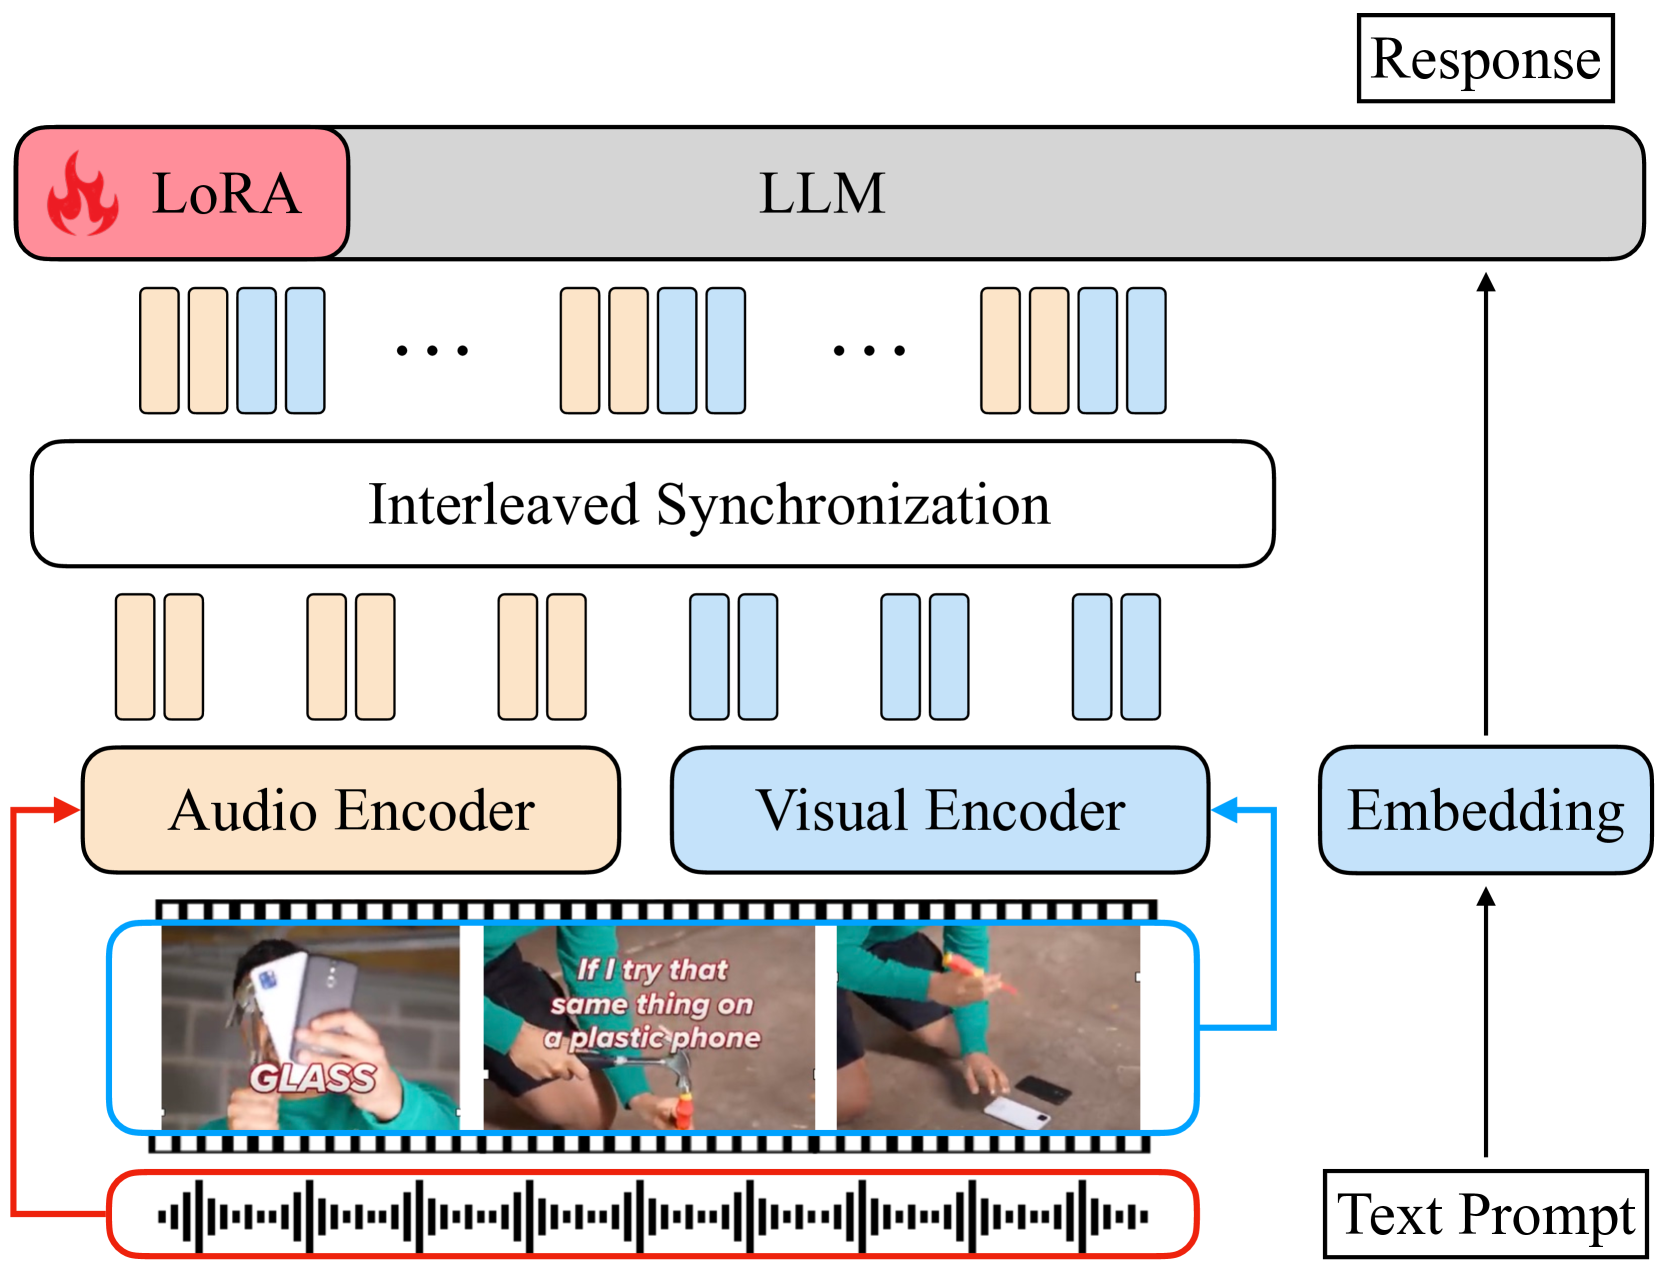 Response
LoRA
LLM
Interleaved Synchronization
Audio Encoder
Visual Encoder
Embedding
GLASS
If I try that
same thing on
a plastic phone
Text Prompt